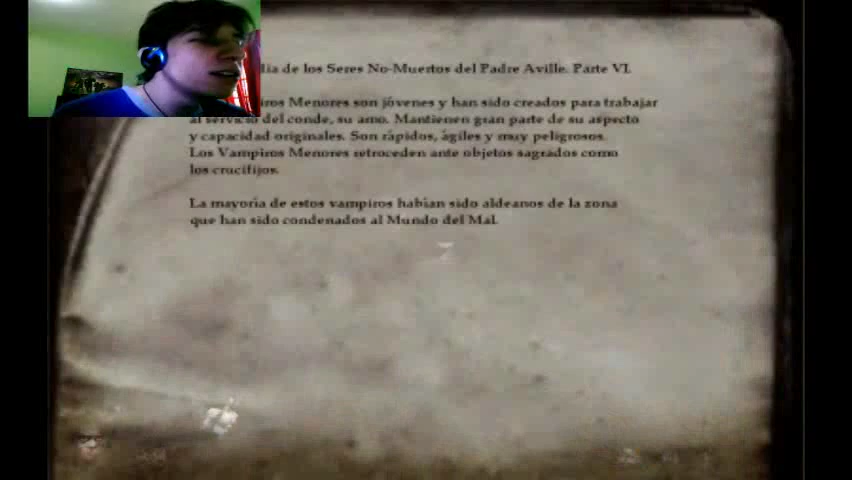 de los Seres No-Muertos del Padre Aville. Parte VI.
Menores son jóvenes y han sido creados para trabajar
al servicio del conde, su amo. Mantienen gran parte de su aspecto
y capacidad originales. Son rápidos, ágiles y muy peligrosos.
Los Vampiros Menores retroceden ante objetos sagrados como
los crucifijos.
La mayoría de estos vampiros habían sido aldeanos de la zona
que han sido condenados al Mundo del Mal.